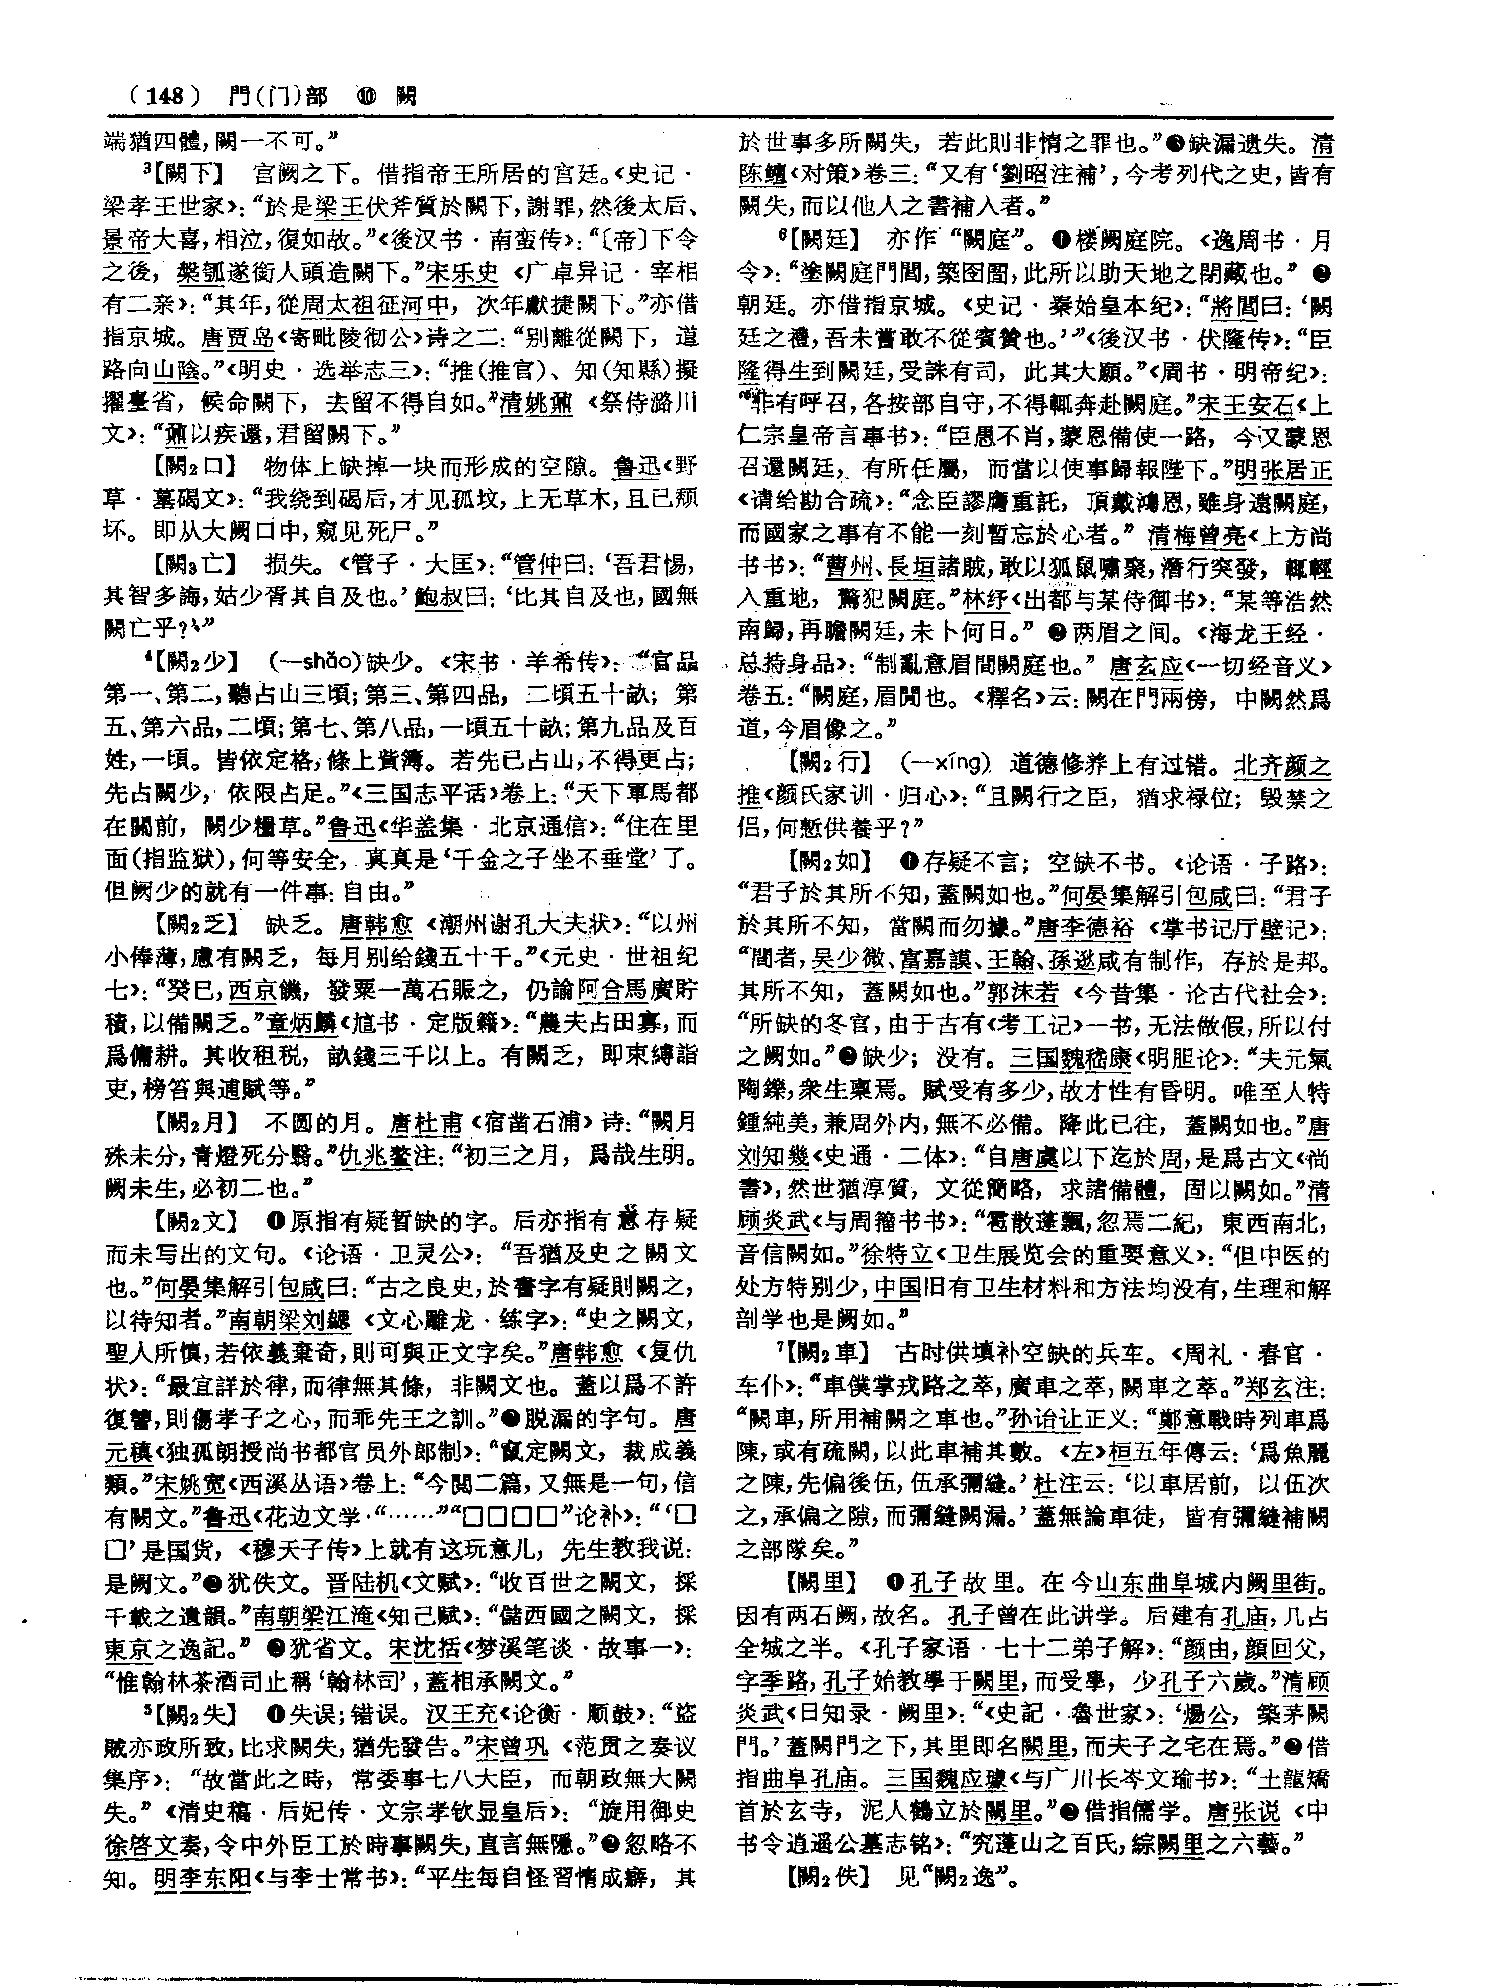 （148） 門(门)部 ⑩ 闕
端猶四體，闕一不可。”
³【闕下】 宫阙之下。借指帝王所居的宫廷。《史记·
梁孝王世家》：“於是梁王伏斧質於闕下，謝罪，然後太后、
景帝大喜，相泣，復如故。”《後汉书·南蛮传》：“〔帝〕下令
之後，槃瓠遂銜人頭造闕下。”宋乐史《广卓异记·宰相
有二亲》：“其年，從周太祖征河中，次年獻捷闕下。”亦借
指京城。唐贾岛《寄毗陵彻公》诗之二：“别離從闕下，道
路向山陰。”《明史·选举志三》：“推(推官)、知(知縣)擬
擢臺省，候命闕下，去留不得自如。”清姚鼐《祭侍潞川
文》：“鼐以疾還，君留闕下。”
【闕₂口】 物体上缺掉一块而形成的空隙。鲁迅《野
草·墓碣文》：“我绕到碣后，才见孤坟，上无草木，且已颓
坏。即从大阙口中，窥见死尸。”
【闕₃亡】 损失。《管子·大匡》：“管仲曰：‘吾君惕，
其智多誨，姑少胥其自及也。’鮑叔曰：‘比其自及也，國無
闕亡乎？’”
⁴【闕₂少】 (—shǎo)缺少。《宋书·羊希传》：“官品
第一、第二，聽占山三頃；第三、第四品，二頃五十畝；第
五、第六品，二頃；第七、第八品，一頃五十畝；第九品及百
姓，一頃。皆依定格，條上貲簿。若先已占山，不得更占；
先占闕少，依限占足。”《三国志平话》卷上：“天下軍馬都
在關前，闕少糧草。”鲁迅《华盖集·北京通信》：“住在里
面(指监狱)，何等安全，真真是‘千金之子坐不垂堂’了。
但阙少的就有一件事：自由。”
【闕₂乏】 缺乏。唐韩愈《潮州谢孔大夫状》：“以州
小俸薄，慮有闕乏，每月别给錢五十千。”《元史·世祖纪
七》：“癸巳，西京饑，發粟一萬石賑之，仍諭阿合馬廣貯
積，以備闕乏。”章炳麟《訄书·定版籍》：“農夫占田寡，而
爲傭耕。其收租税，畝錢三千以上。有闕乏，即束縛詣
吏，榜笞與逋賦等。”
【闕₂月】 不圆的月。唐杜甫《宿凿石浦》诗：“闕月
殊未分，青燈死分翳。”仇兆鳌注：“初三之月，爲哉生明。
闕未生，必初二也。”
【闕₂文】 ❶原指有疑暂缺的字。后亦指有意存疑
而未写出的文句。《论语·卫灵公》：“吾猶及史之闕文
也。”何晏集解引包咸曰：“古之良史，於書字有疑則闕之，
以待知者。”南朝梁刘勰《文心雕龙·练字》：“史之闕文，
聖人所慎，若依義棄奇，則可與正文字矣。”唐韩愈《复仇
状》：“最宜詳於律，而律無其條，非闕文也。蓋以爲不許
復讐，則傷孝子之心，而乖先王之訓。”❷脱漏的字句。唐
元稹《独孤朗授尚书都官员外郎制》：“竄定闕文，裁成義
類。”宋姚宽《西溪丛语》卷上：“今閲二篇，又無是一句，信
有闕文。”鲁迅《花边文学·“……”“□□□□”论补》：“‘□
□’是国货，《穆天子传》上就有这玩意儿，先生教我说：
是阙文。”❸犹佚文。晋陆机《文赋》：“收百世之闕文，採
千載之遺韻。”南朝梁江淹《知己赋》：“儲西國之闕文，採
東京之逸記。”❹犹省文。宋沈括《梦溪笔谈·故事一》：
“惟翰林茶酒司止稱‘翰林司’，蓋相承闕文。”
⁵【闕₂失】 ❶失误；错误。汉王充《论衡·顺鼓》：“盜
賊亦政所致，比求闕失，猶先發告。”宋曾巩《范贯之奏议
集序》：“故當此之時，常委事七八大臣，而朝政無大闕
失。”《清史稿·后妃传·文宗孝钦显皇后》：“旋用御史
徐啓文奏，令中外臣工於時事闕失，直言無隱。”❷忽略不
知。明李东阳《与李士常书》：“平生每自怪習惰成癖，其
於世事多所闕失，若此則非惰之罪也。”❸缺漏遗失。清
陈鱣《对策》卷三：“又有‘劉昭注補’，今考列代之史，皆有
闕失，而以他人之書補入者。”
⁶【闕廷】 亦作“闕庭”。❶楼阙庭院。《逸周书·月
令》：“塗闕庭門閭，築囹圄，此所以助天地之閉藏也。”❷
朝廷。亦借指京城。《史记·秦始皇本纪》：“將閭曰：‘闕
廷之禮，吾未嘗敢不從賓贊也。’”《後汉书·伏隆传》：“臣
隆得生到闕廷，受誅有司，此其大願。”《周书·明帝纪》：
“非有呼召，各按部自守，不得輒奔赴闕庭。”宋王安石《上
仁宗皇帝言事书》：“臣愚不肖，蒙恩備使一路，今又蒙恩
召還闕廷，有所任屬，而當以使事歸報陛下。”明张居正
《请给勘合疏》：“念臣謬膺重託，頂戴鴻恩，雖身遠闕庭，
而國家之事有不能一刻暫忘於心者。”清梅曾亮《上方尚
书书》：“曹州、長垣諸賊，敢以狐鼠嘯聚，潛行突發，輒輕
入重地，驚犯闕庭。”林纾《出都与某侍御书》：“某等浩然
南歸，再瞻闕廷，未卜何日。”❸两眉之间。《海龙王经·
总持身品》：“制亂意眉間闕庭也。”唐玄应《一切经音义》
卷五：“闕庭，眉間也。《釋名》云：闕在門兩傍，中闕然爲
道，今眉像之。”
【闕₂行】 (—xíng) 道德修养上有过错。北齐颜之
推《颜氏家训·归心》：“且闕行之臣，猶求禄位；毁禁之
侣，何慙供養乎？”
【闕₂如】 ❶存疑不言；空缺不书。《论语·子路》：
“君子於其所不知，蓋闕如也。”何晏集解引包咸曰：“君子
於其所不知，當闕而勿據。”唐李德裕《掌书记厅壁记》：
“間者，吴少微、富嘉謨、王翰、孫逖咸有制作，存於是邦。
其所不知，蓋闕如也。”郭沫若《今昔集·论古代社会》：
“所缺的冬官，由于古有《考工记》一书，无法做假，所以付
之阙如。”❷缺少；没有。三国魏嵇康《明胆论》：“夫元氣
陶鑠，衆生稟焉。賦受有多少，故才性有昏明。唯至人特
鍾純美，兼周外内，無不必備。降此已往，蓋闕如也。”唐
刘知幾《史通·二体》：“自唐虞以下迄於周，是爲古文《尚
書》，然世猶淳質，文從簡略，求諸備體，固以闕如。”清
顾炎武《与周籀书书》：“雹散蓬飄，忽焉二紀，東西南北，
音信闕如。”徐特立《卫生展览会的重要意义》：“但中医的
处方特别少，中国旧有卫生材料和方法均没有，生理和解
剖学也是阙如。”
⁷【闕₂車】 古时供填补空缺的兵车。《周礼·春官·
车仆》：“車僕掌戎路之萃，廣車之萃，闕車之萃。”郑玄注：
“闕車，所用補闕之車也。”孙诒让正义：“鄭意戰時列車爲
陳，或有疏闕，以此車補其數。《左》桓五年傳云：‘爲魚麗
之陳，先偏後伍，伍承彌縫。’杜注云：‘以車居前，以伍次
之，承偏之隙，而彌縫闕漏。’蓋無論車徒，皆有彌縫補闕
之部隊矣。”
【闕里】 ❶孔子故里。在今山东曲阜城内阙里街。
因有两石阙，故名。孔子曾在此讲学。后建有孔庙，几占
全城之半。《孔子家语·七十二弟子解》：“颜由，顏回父，
字季路，孔子始教學于闕里，而受學，少孔子六歲。”清顾
炎武《日知录·阙里》：“《史記·魯世家》：‘煬公，築茅闕
門。’蓋闕門之下，其里即名闕里，而夫子之宅在焉。”❷借
指曲阜孔庙。三国魏应璩《与广川长岑文瑜书》：“土龍矯
首於玄寺，泥人鶴立於闕里。”❸借指儒学。唐张说《中
书令逍遥公墓志铭》：“究蓬山之百氏，綜闕里之六藝。”
【闕₂佚】 见“闕₂逸”。